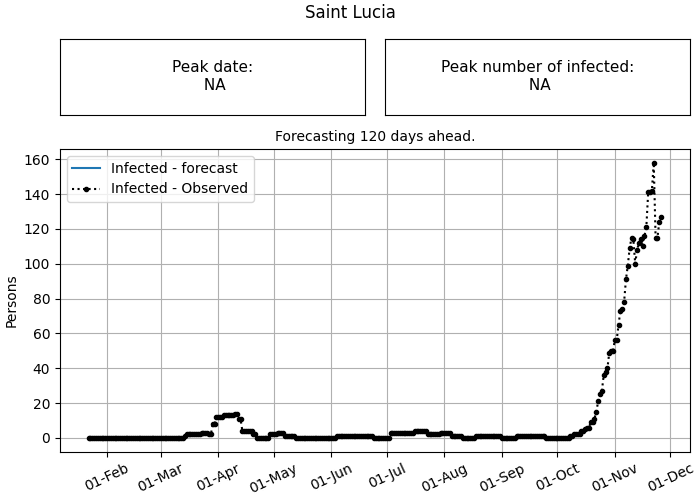 Saint Lucia
Peak date:
NA
Peak number of infected:
NA
Forecasting 120 days ahead.
Infected - forecast
Infected - Observed
Persons
160
140
120
100
80
60
40
20
0
01-Feb
01-Mar
01-Apr
01-May
01-Jun
01-Jul
01-Aug
01-Sep
01-Oct
01-Nov
01-Dec